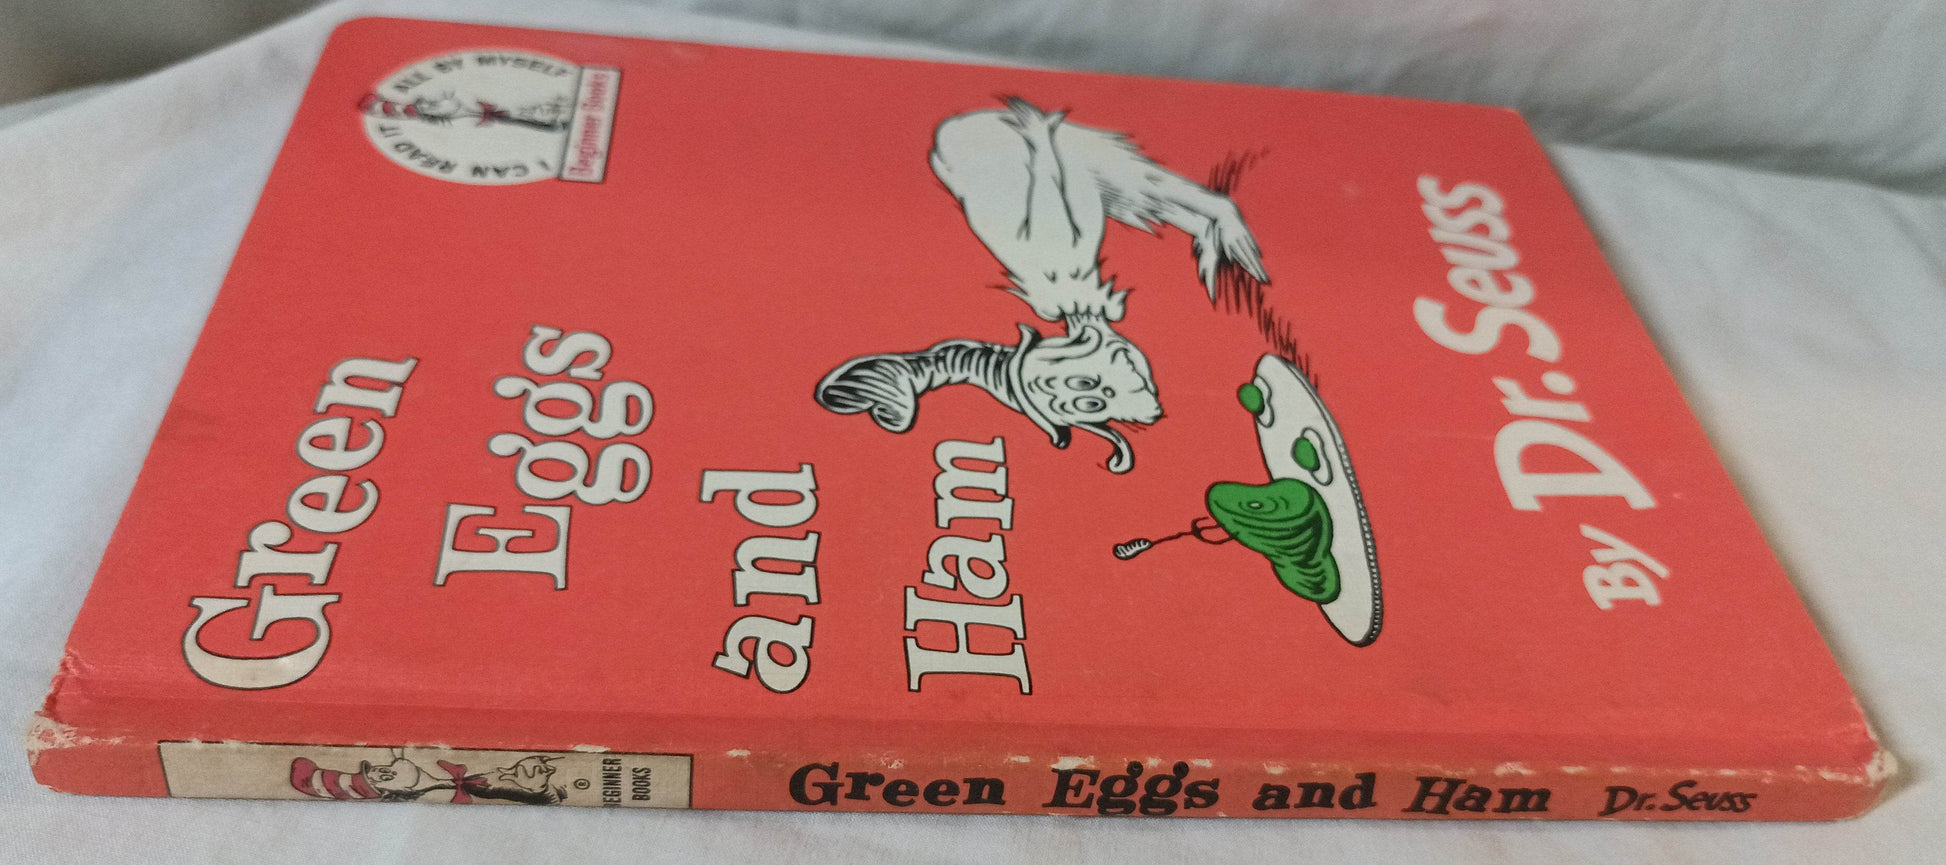 I CAN READ IT ALL BY MYSELF
Beginner Books
Green
Eggs
and
Ham
By Dr. Seuss
BEGINNER
BOOKS
Green Eggs and Ham Dr. Seuss